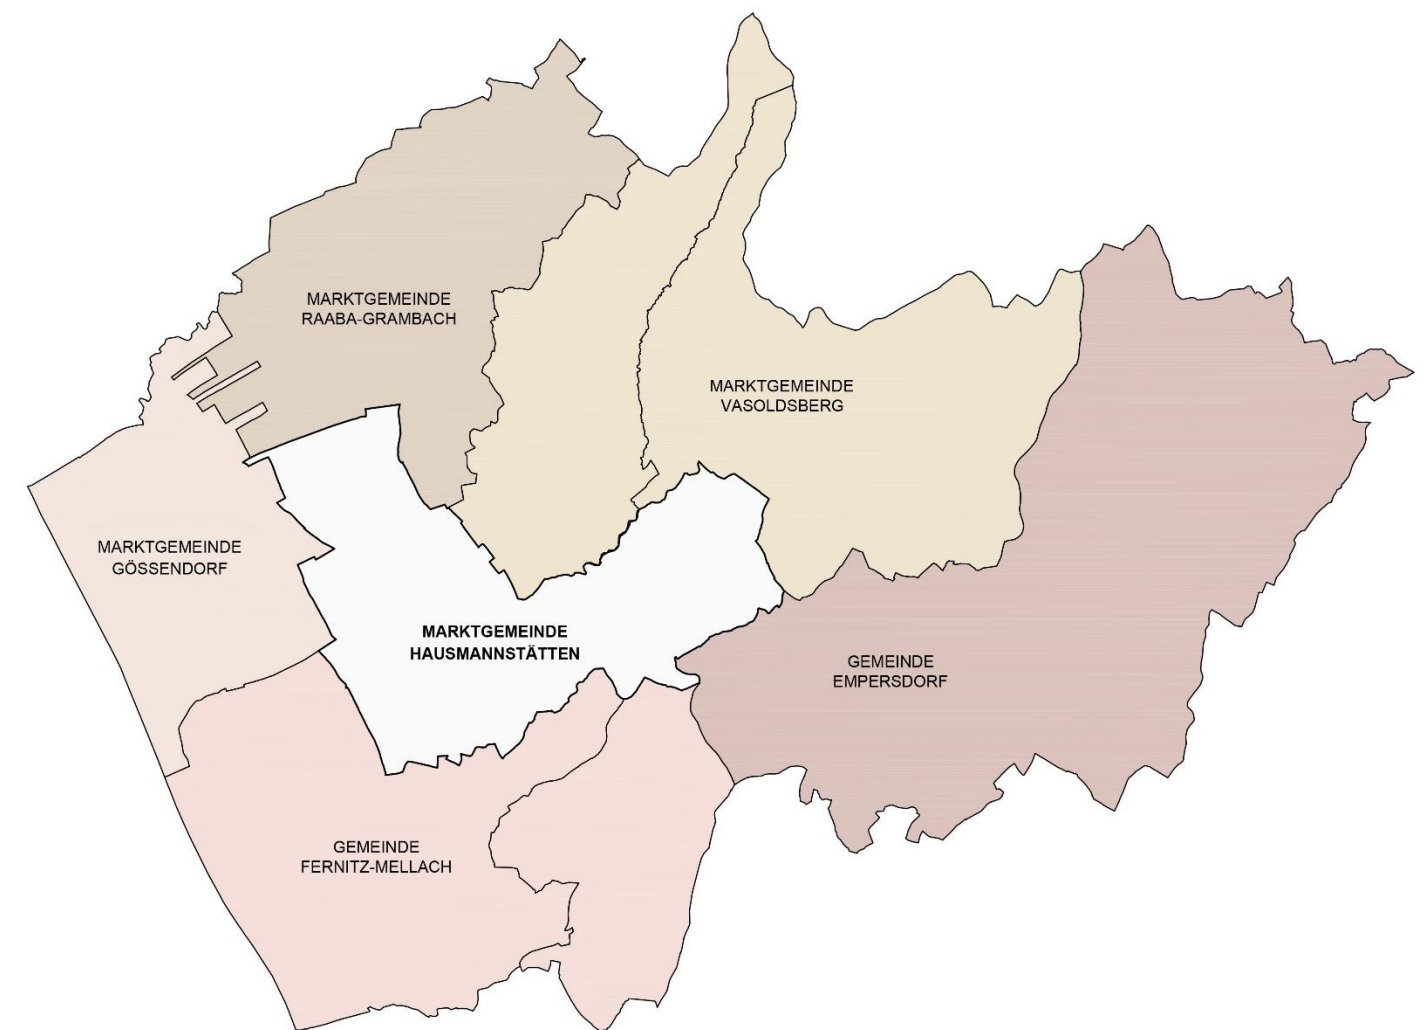 MARKTGEMEINDE
RAABA-GRAMBACH
MARKTGEMEINDE
VASOLDSBERG
MARKTGEMEINDE
GÖSSENDORF
MARKTGEMEINDE
HAUSMANNSTÄTTEN
GEMEINDE
EMPERSDORF
GEMEINDE
FERNITZ-MELLACH